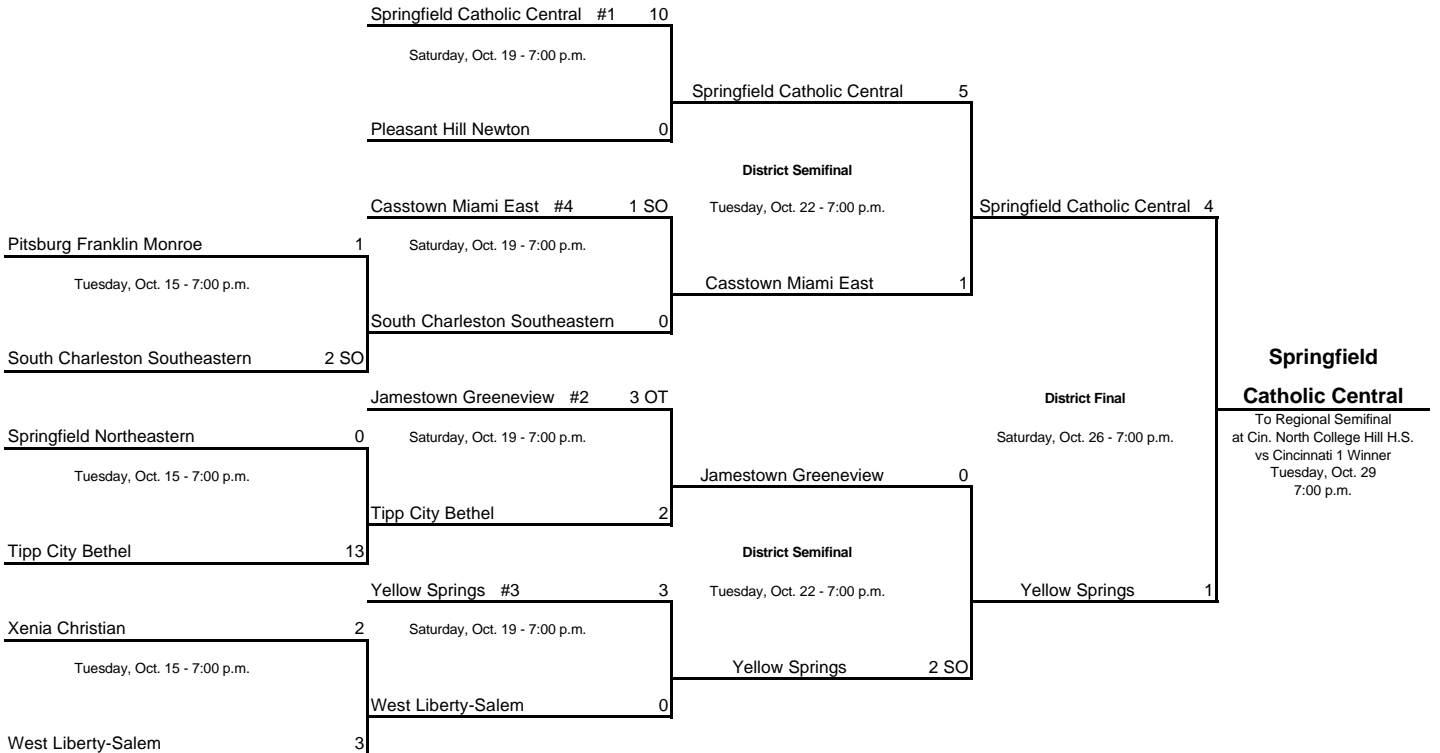 Springfield Catholic Central #1 10
Saturday, Oct. 19 - 7:00 p.m.
Springfield Catholic Central 5
Pleasant Hill Newton 0
District Semifinal
Casstown Miami East #4 1 SO
Tuesday, Oct. 22 - 7:00 p.m.
Springfield Catholic Central 4
Pitsburg Franklin Monroe 1
Saturday, Oct. 19 - 7:00 p.m.
Tuesday, Oct. 15 - 7:00 p.m.
Casstown Miami East 1
South Charleston Southeastern 0
South Charleston Southeastern 2 SO
Springfield
Catholic Central
Jamestown Greeneview #2 3 OT
District Final
To Regional Semifinal
at Cin. North College Hill H.S.
vs Cincinnati 1 Winner
Tuesday, Oct. 29
7:00 p.m.
Springfield Northeastern 0
Saturday, Oct. 19 - 7:00 p.m.
Saturday, Oct. 26 - 7:00 p.m.
Tuesday, Oct. 15 - 7:00 p.m.
Jamestown Greeneview 0
Tipp City Bethel 2
Tipp City Bethel 13
District Semifinal
Yellow Springs #3 3
Tuesday, Oct. 22 - 7:00 p.m.
Yellow Springs 1
Xenia Christian 2
Saturday, Oct. 19 - 7:00 p.m.
Tuesday, Oct. 15 - 7:00 p.m.
Yellow Springs 2 SO
West Liberty-Salem 0
West Liberty-Salem 3